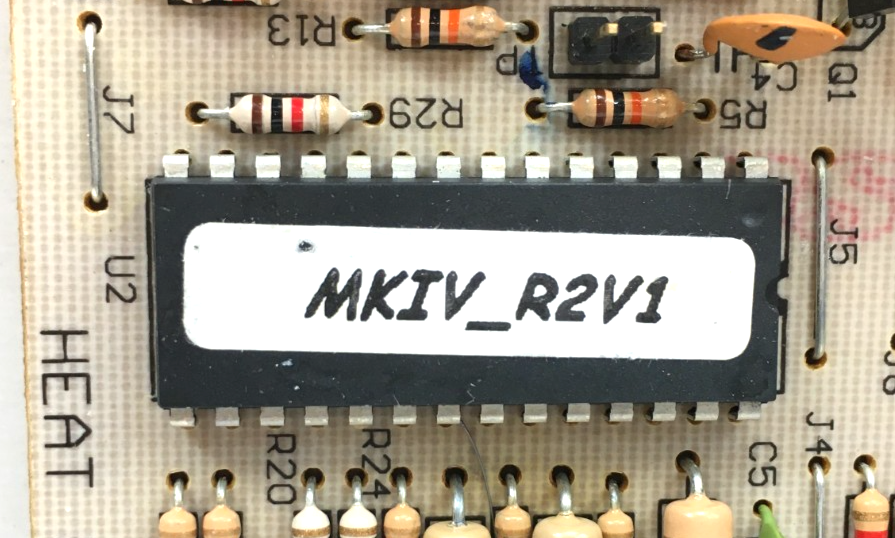 R13
P
C4
Q1
J7
R29
R5
U2
MKIV_R2V1
J5
HEAT
R20
R24
C5
J4